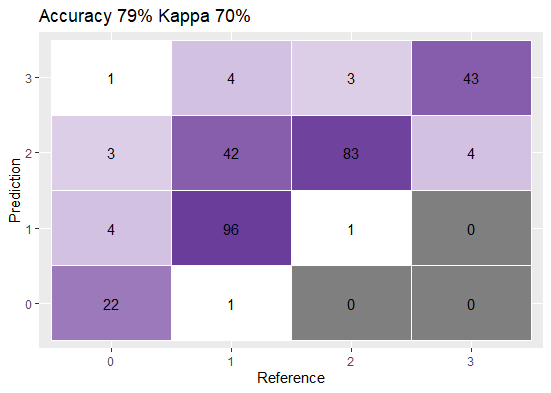 Accuracy 79% Kappa 70%
3 1 4 3 43
2 3 42 83 4
1 4 96 1 0
0 22 1 0 0
0 1 2 3
Reference
Prediction